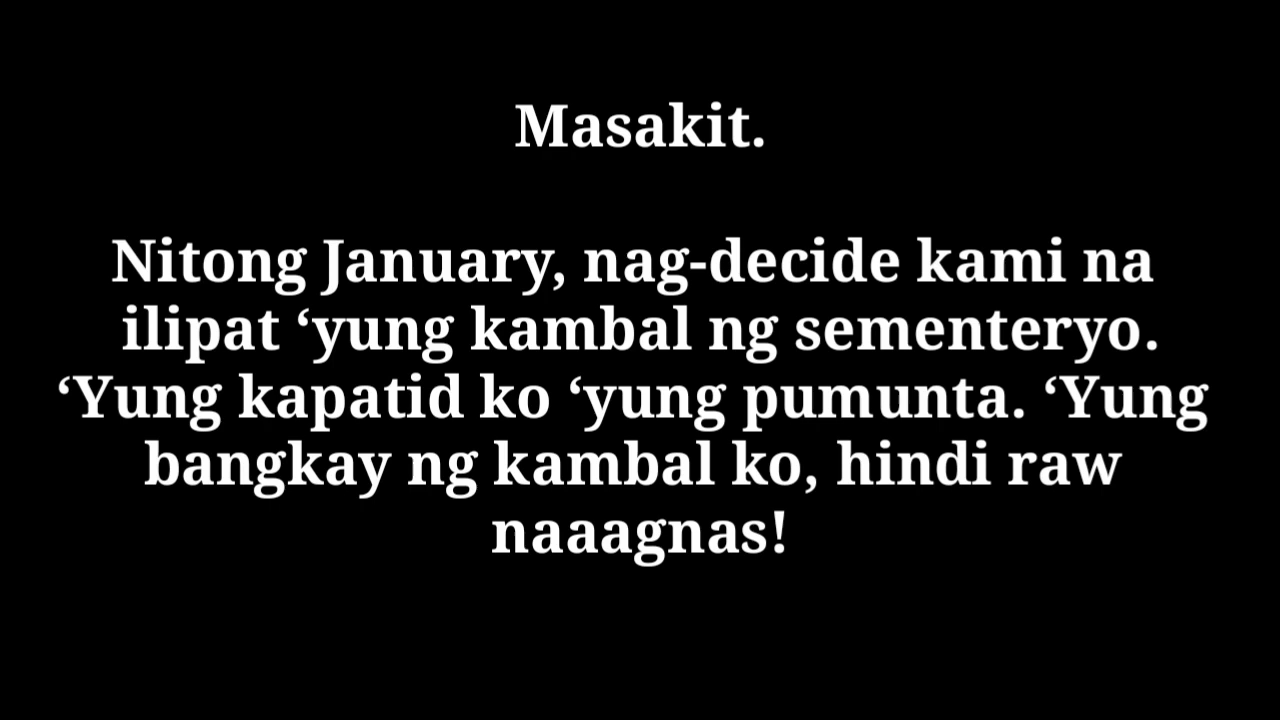 Masakit.
Nitong January, nag-decide kami na
ilipat ‘yung kambal ng sementeryo.
‘Yung kapatid ko ‘yung pumunta. ‘Yung
bangkay ng kambal ko, hindi raw
naaagnas!